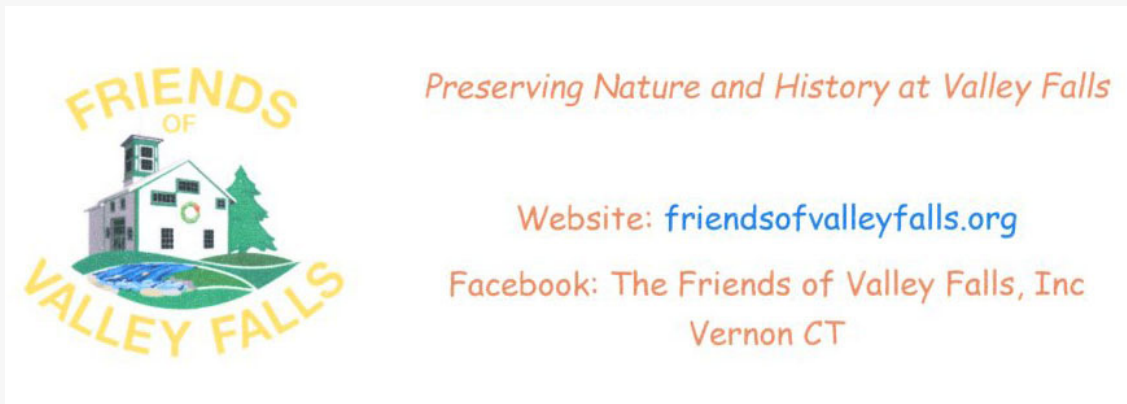 FRIENDS
OF
VALLEY FALLS
Preserving Nature and History at Valley Falls
Website: friendsofvalleyfalls.org
Facebook: The Friends of Valley Falls, Inc
Vernon CT